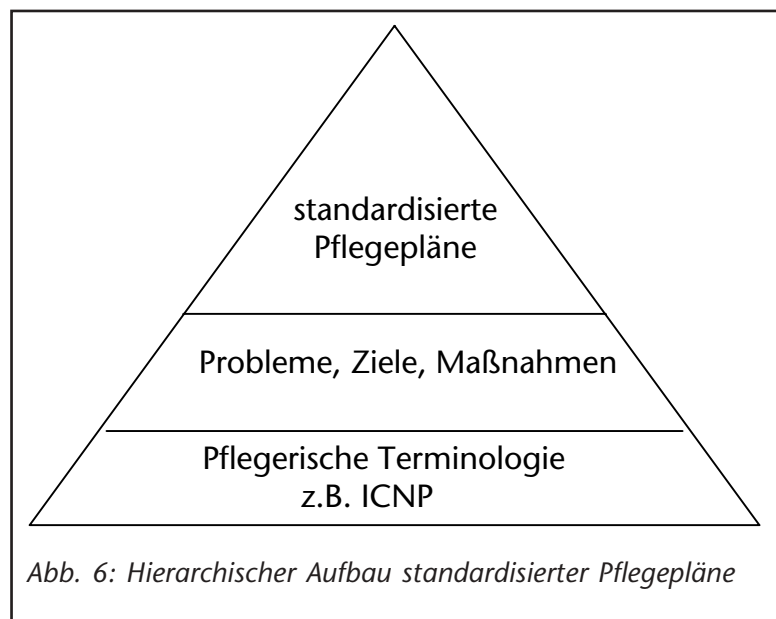 standardisierte
Pflegepläne
Probleme, Ziele, Maßnahmen
Pflegerische Terminologie
z.B. ICNP
Abb. 6: Hierarchischer Aufbau standardisierter Pflegepläne